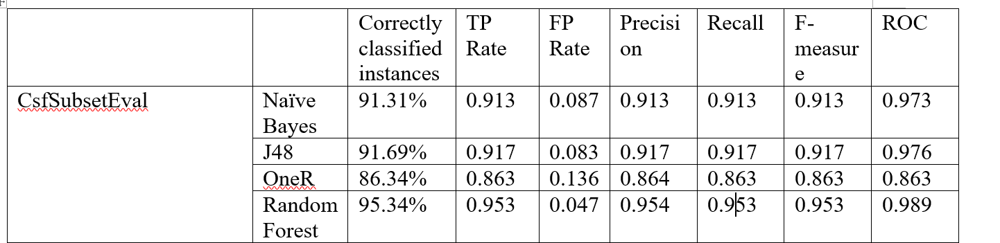 Correctly classified instances TP Rate FP Rate Precisi on Recall F- measur e ROC
CsfSubsetEval Naïve Bayes 91.31% 0.913 0.087 0.913 0.913 0.913 0.973
J48 91.69% 0.917 0.083 0.917 0.917 0.917 0.976
OneR 86.34% 0.863 0.136 0.864 0.863 0.863 0.863
Random Forest 95.34% 0.953 0.047 0.954 0.953 0.953 0.989